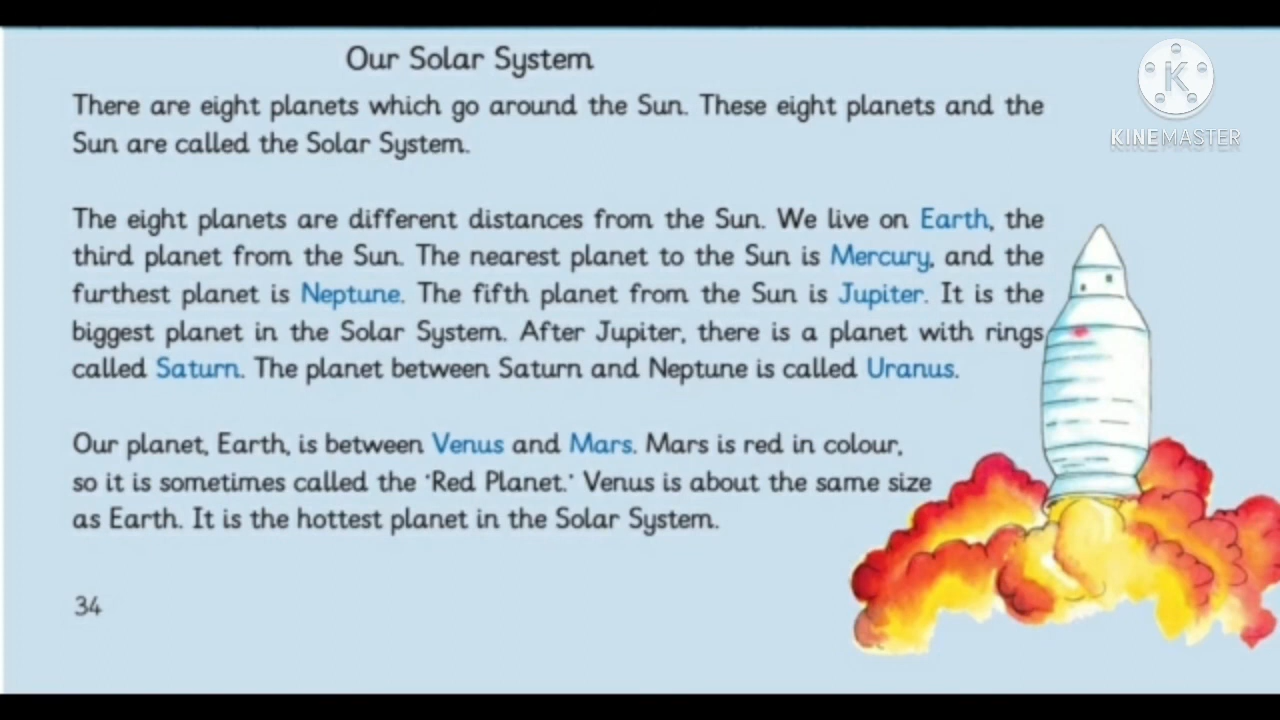 Our Solar System
There are eight planets which go around the Sun. These eight planets and the
Sun are called the Solar System.
The eight planets are different distances from the Sun. We live on Earth, the
third planet from the Sun. The nearest planet to the Sun is Mercury, and the
furthest planet is Neptune. The fifth planet from the Sun is Jupiter. It is the
biggest planet in the Solar System. After Jupiter, there is a planet with rings
called Saturn. The planet between Saturn and Neptune is called Uranus.
Our planet, Earth, is between Venus and Mars. Mars is red in colour,
so it is sometimes called the 'Red Planet.' Venus is about the same size
as Earth. It is the hottest planet in the Solar System.
34
K
KINEMASTER